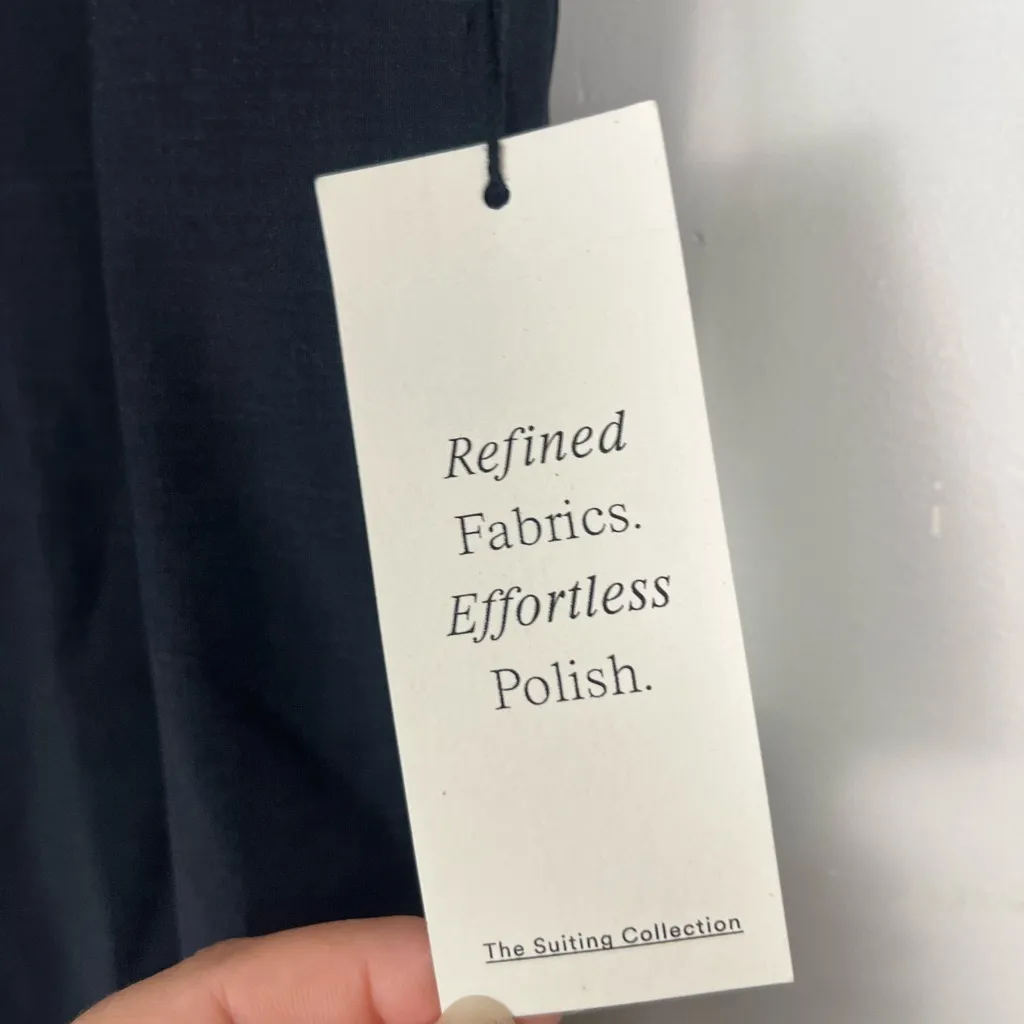 Refined
Fabrics.
Effortless
Polish.
The Suiting Collection